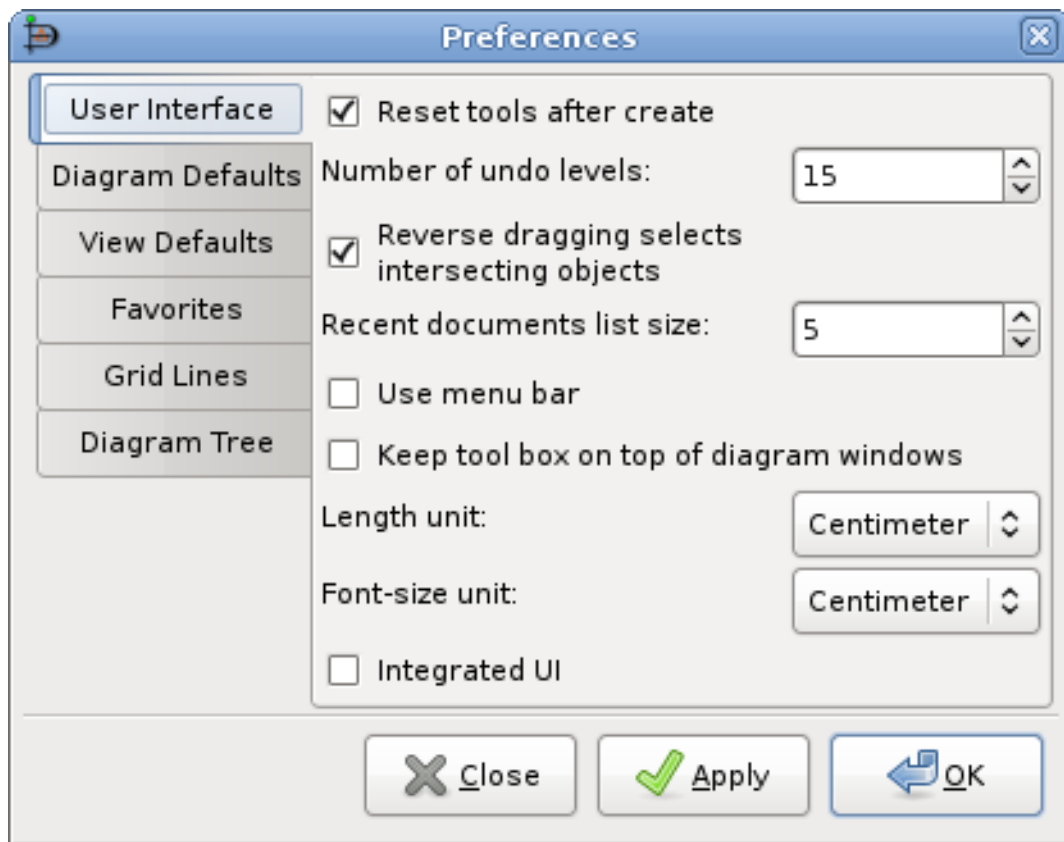 Preferences
User Interface
Diagram Defaults
View Defaults
Favorites
Grid Lines
Diagram Tree
Reset tools after create
Number of undo levels: 15
Reverse dragging selects
intersecting objects
Recent documents list size: 5
Use menu bar
Keep tool box on top of diagram windows
Length unit: Centimeter
Font-size unit: Centimeter
Integrated UI
Close Apply OK